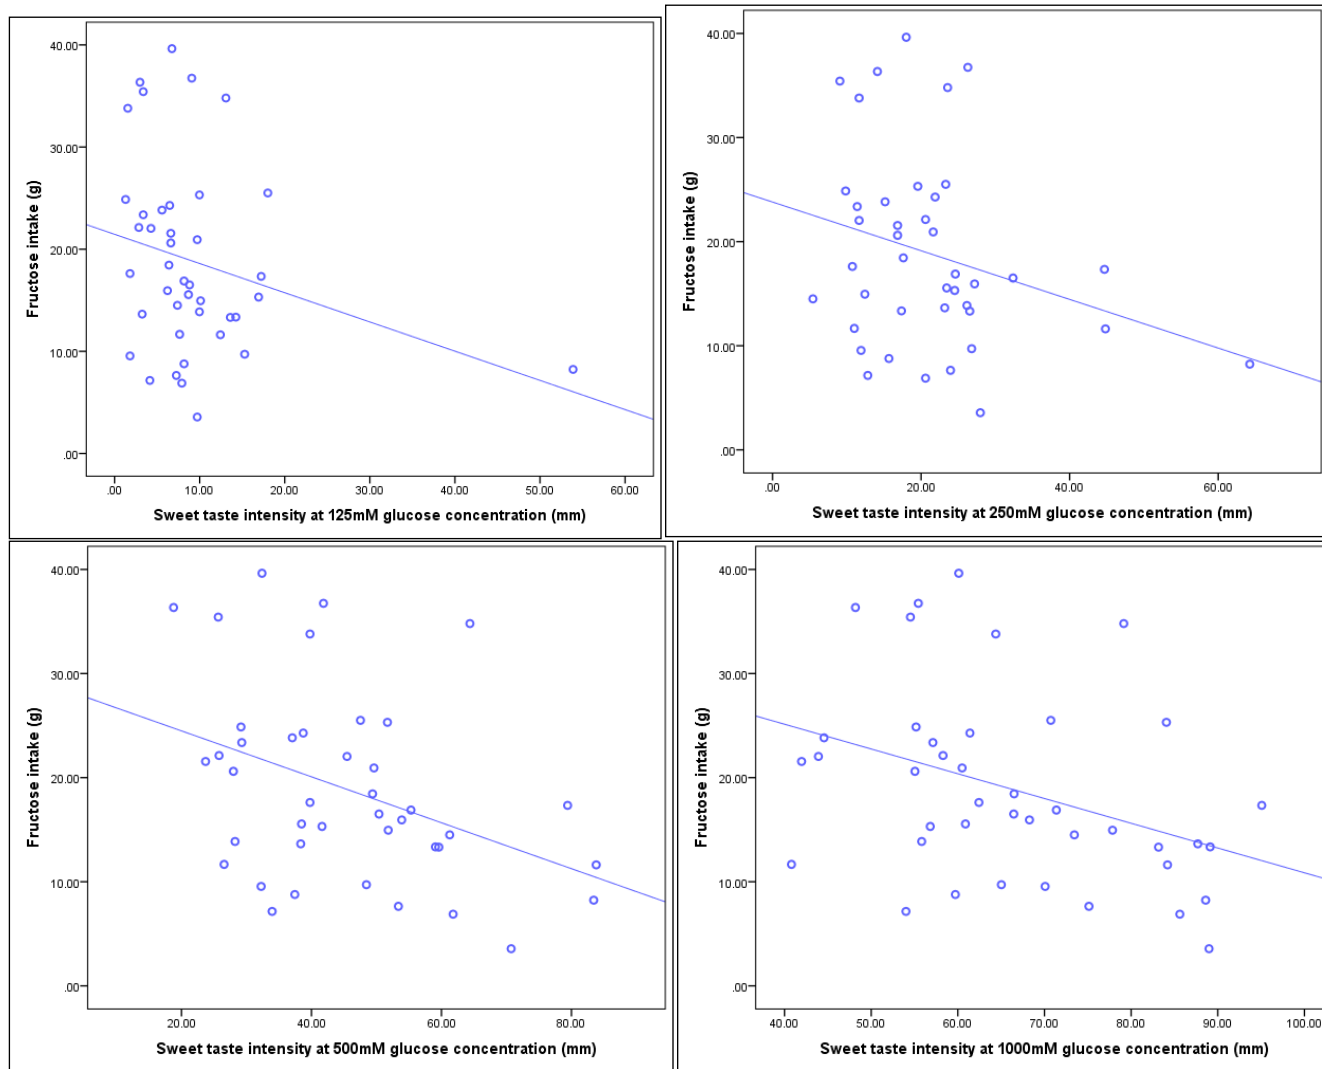 40.00
30.00
20.00
10.00
.00
Fructose intake (g)
.00 10.00 20.00 30.00 40.00 50.00 60.00
Sweet taste intensity at 125mM glucose concentration (mm)
40.00
30.00
20.00
10.00
.00
Fructose intake (g)
.00 20.00 40.00 60.00
Sweet taste intensity at 250mM glucose concentration (mm)
40.00
30.00
20.00
10.00
.00
Fructose intake (g)
20.00 40.00 60.00 80.00
Sweet taste intensity at 500mM glucose concentration (mm)
40.00
30.00
20.00
10.00
.00
Fructose intake (g)
40.00 50.00 60.00 70.00 80.00 90.00 100.00
Sweet taste intensity at 1000mM glucose concentration (mm)